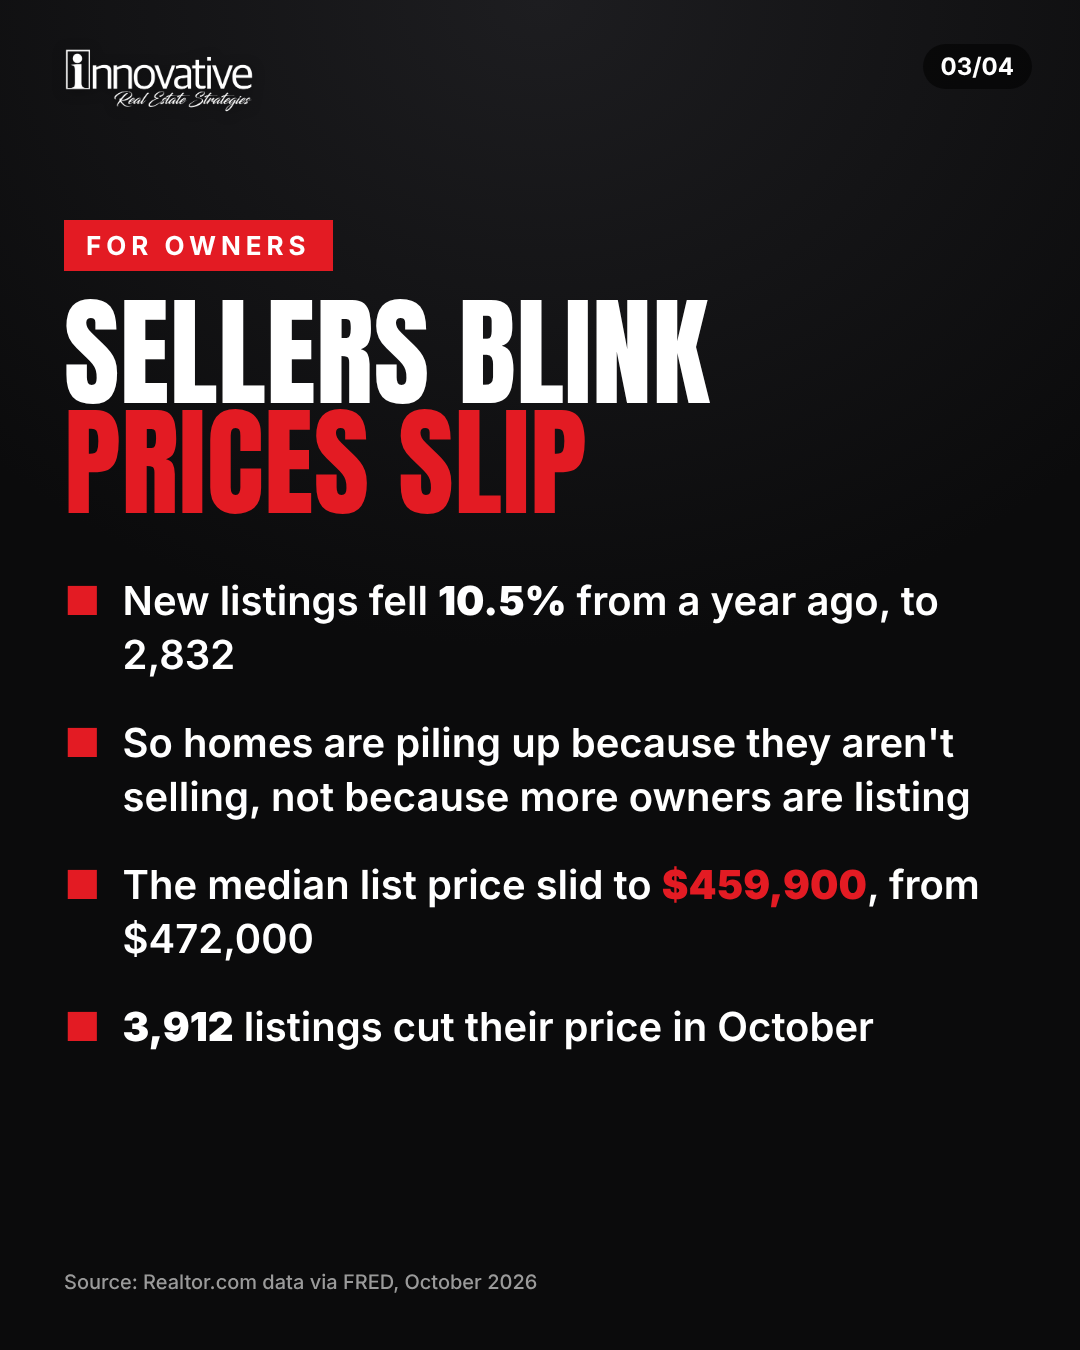 innovative
Real Estate Strategies
03/04
FOR OWNERS
SELLERS BLINK
PRICES SLIP
New listings fell 10.5% from a year ago, to
2,832
So homes are piling up because they aren't
selling, not because more owners are listing
The median list price slid to $459,900, from
$472,000
3,912 listings cut their price in October
Source: Realtor.com data via FRED, October 2026